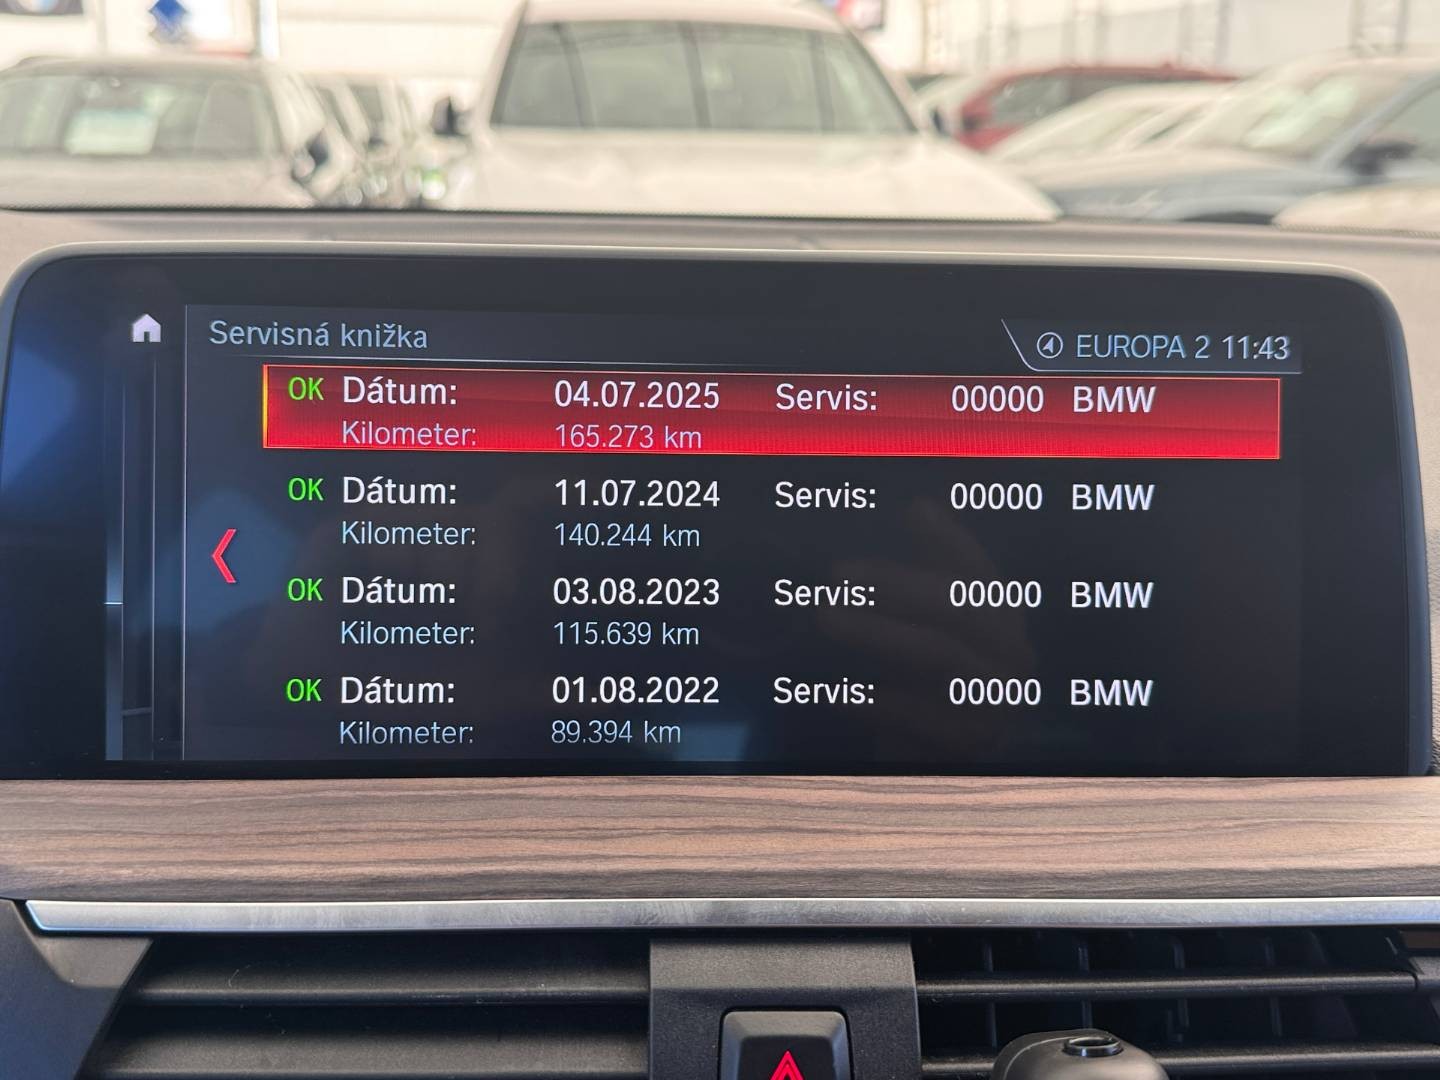 Servisná knižka
EUROPA 2 11:43
OK Dátum: 04.07.2025 Servis: 00000 BMW
Kilometer: 165.273 km
OK Dátum: 11.07.2024 Servis: 00000 BMW
Kilometer: 140.244 km
OK Dátum: 03.08.2023 Servis: 00000 BMW
Kilometer: 115.639 km
OK Dátum: 01.08.2022 Servis: 00000 BMW
Kilometer: 89.394 km